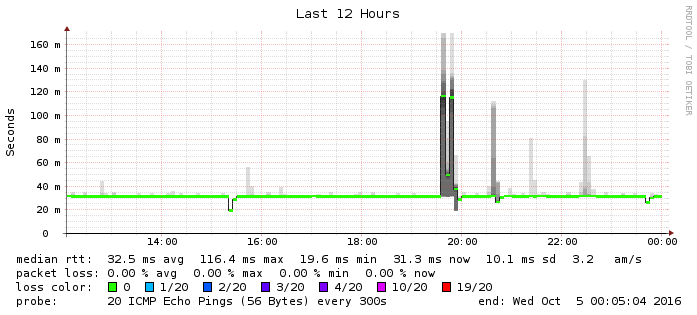 Last 12 Hours
RRDTOOL / TOBI OETIKER
Seconds
160 m
140 m
120 m
100 m
80 m
60 m
40 m
20 m
0
14:00 16:00 18:00 20:00 22:00 00:00
median rtt: 32.5 ms avg 116.4 ms max 19.6 ms min 31.3 ms now 10.1 ms sd 3.2 am/s
packet loss: 0.00 % avg 0.00 % max 0.00 % min 0.00 % now
loss color: 0 1/20 2/20 3/20 4/20 10/20 19/20
probe: 20 ICMP Echo Pings (56 Bytes) every 300s end: Wed Oct 5 00:05:04 2016